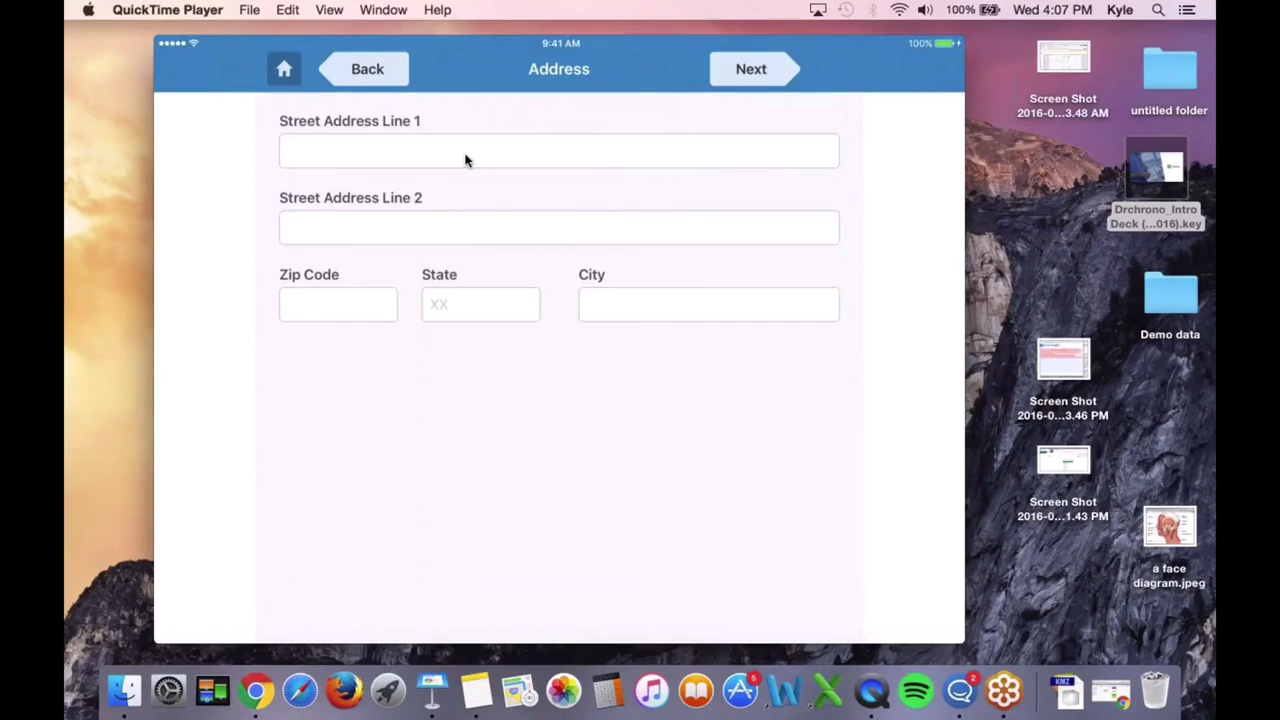 QuickTime Player File Edit View Window Help 100% Wed 4:07 PM Kyle
9:41 AM 100%
Back Address Next
Street Address Line 1
Street Address Line 2
Zip Code State City
XX
Screen Shot
2016-0...3.48 AM
untitled folder
Drchrono_Intro
Deck (...016).key
Demo data
Screen Shot
2016-0...3.46 PM
Screen Shot
2016-0...1.43 PM
a face
diagram.jpeg
5
2
KMZ